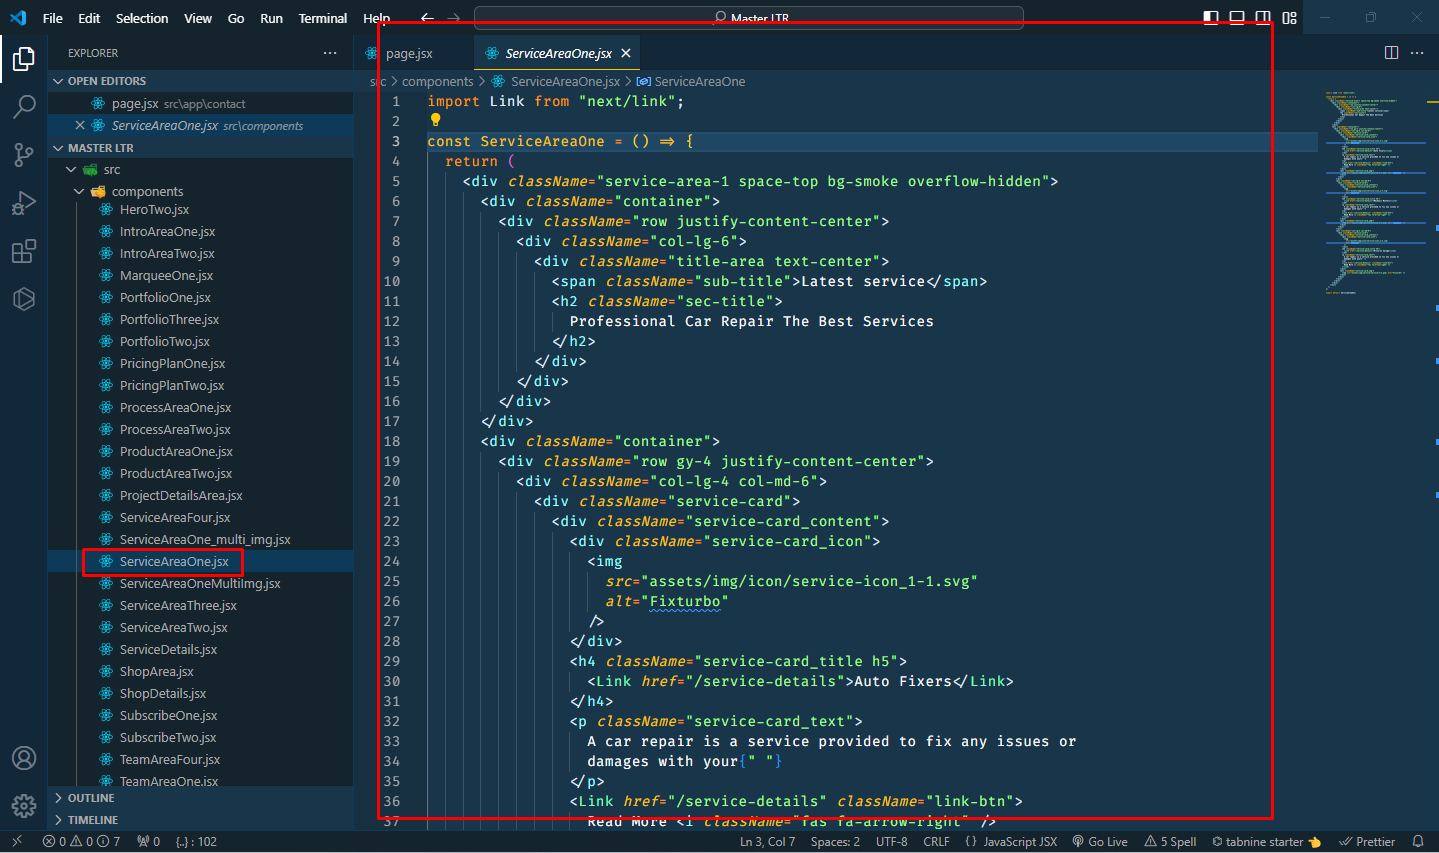 File Edit Selection View Go Run Terminal Help
Master LTR
EXPLORER
OPEN EDITORS
page.jsx src\app\contact
ServiceAreaOne.jsx src\components
MASTER LTR
src
components
HeroTwo.jsx
IntroAreaOne.jsx
IntroAreaTwo.jsx
MarqueeOne.jsx
PortfolioOne.jsx
PortfolioThree.jsx
PortfolioTwo.jsx
PricingPlanOne.jsx
PricingPlanTwo.jsx
ProcessAreaOne.jsx
ProcessAreaTwo.jsx
ProductAreaOne.jsx
ProductAreaTwo.jsx
ProjectDetailsArea.jsx
ServiceAreaFour.jsx
ServiceAreaOne_multi_img.jsx
ServiceAreaOne.jsx
ServiceAreaOneMultiImg.jsx
ServiceAreaThree.jsx
ServiceAreaTwo.jsx
ServiceDetails.jsx
ShopArea.jsx
ShopDetails.jsx
SubscribeOne.jsx
SubscribeTwo.jsx
TeamAreaFour.jsx
TeamAreaOne.jsx
OUTLINE
TIMELINE
page.jsx ServiceAreaOne.jsx
src > components > ServiceAreaOne.jsx > ServiceAreaOne
1 import Link from "next/link";
2
3 const ServiceAreaOne = () => {
4 return (
5 <div className="service-area-1 space-top bg-smoke overflow-hidden">
6 <div className="container">
7 <div className="row justify-content-center">
8 <div className="col-lg-6">
9 <div className="title-area text-center">
10 <span className="sub-title">Latest service</span>
11 <h2 className="sec-title">
12 Professional Car Repair The Best Services
13 </h2>
14 </div>
15 </div>
16 </div>
17 </div>
18 <div className="container">
19 <div className="row gy-4 justify-content-center">
20 <div className="col-lg-4 col-md-6">
21 <div className="service-card">
22 <div className="service-card_content">
23 <div className="service-card_icon">
24 <img
25 src="assets/img/icon/service-icon_1-1.svg"
26 alt="Fixturbo"
27 />
28 </div>
29 <h4 className="service-card_title h5">
30 <Link href="/service-details">Auto Fixers</Link>
31 </h4>
32 <p className="service-card_text">
33 A car repair is a service provided to fix any issues or
34 damages with your{" "}
35 </p>
36 <Link href="/service-details" className="link-btn">
37 Read More <i className="fas fa-arrow-right" />
0 0 7 0 {..} : 102 Ln 3, Col 7 Spaces: 2 UTF-8 CRLF {} JavaScript JSX Go Live 5 Spell tabnine starter Prettier